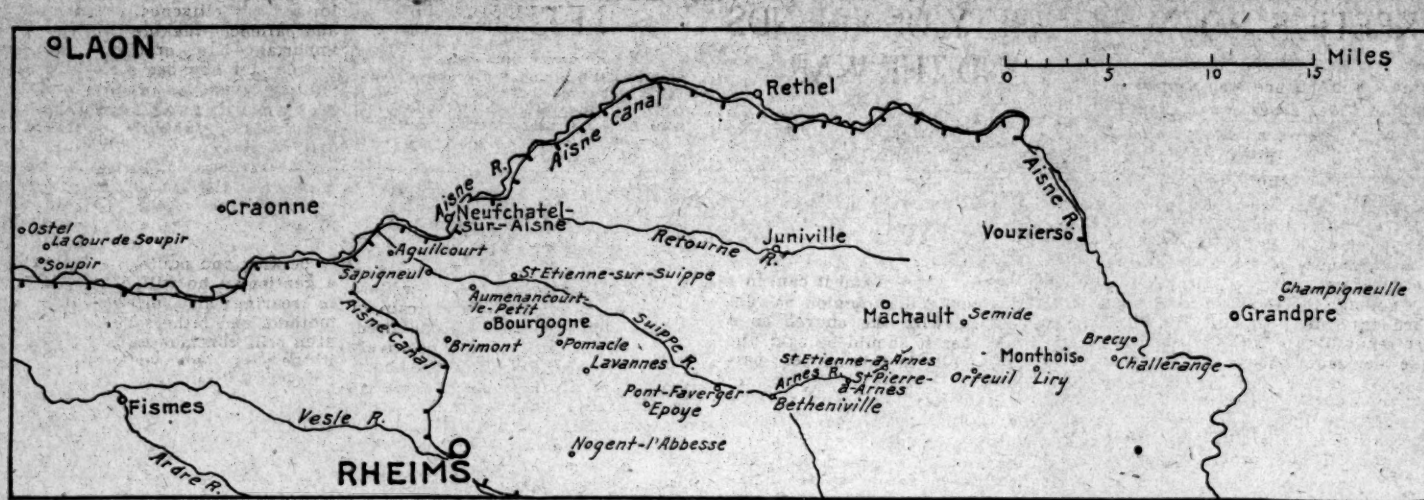 LAON
Miles
0 5 10 15
Rethel
Aisne Canal
Aisne R.
Aisne R.
Craonne
Neufchatel-
sur-Aisne
Ostel
La Cour de Soupir
Soupir
Aguilcourt
Retourne R.
Juniville
Vouziers
Sapigneul
St Etienne-sur-Suippe
Aumenancourt-
le-Petit
Aisne Canal
Bourgogne
Brimont
Pomacle
Lavannes
Suippe R.
Machault
Semide
Champigneulle
Grandpre
Brecy
Challerange
Monthois
Liry
Orfeuil
St Etienne-à-Arnes
Arnes R.
St Pierre-
à-Arnes
Pont-Faverger
Betheniville
Epoye
Nogent-l'Abbesse
Fismes
Vesle R.
Ardre R.
RHEIMS